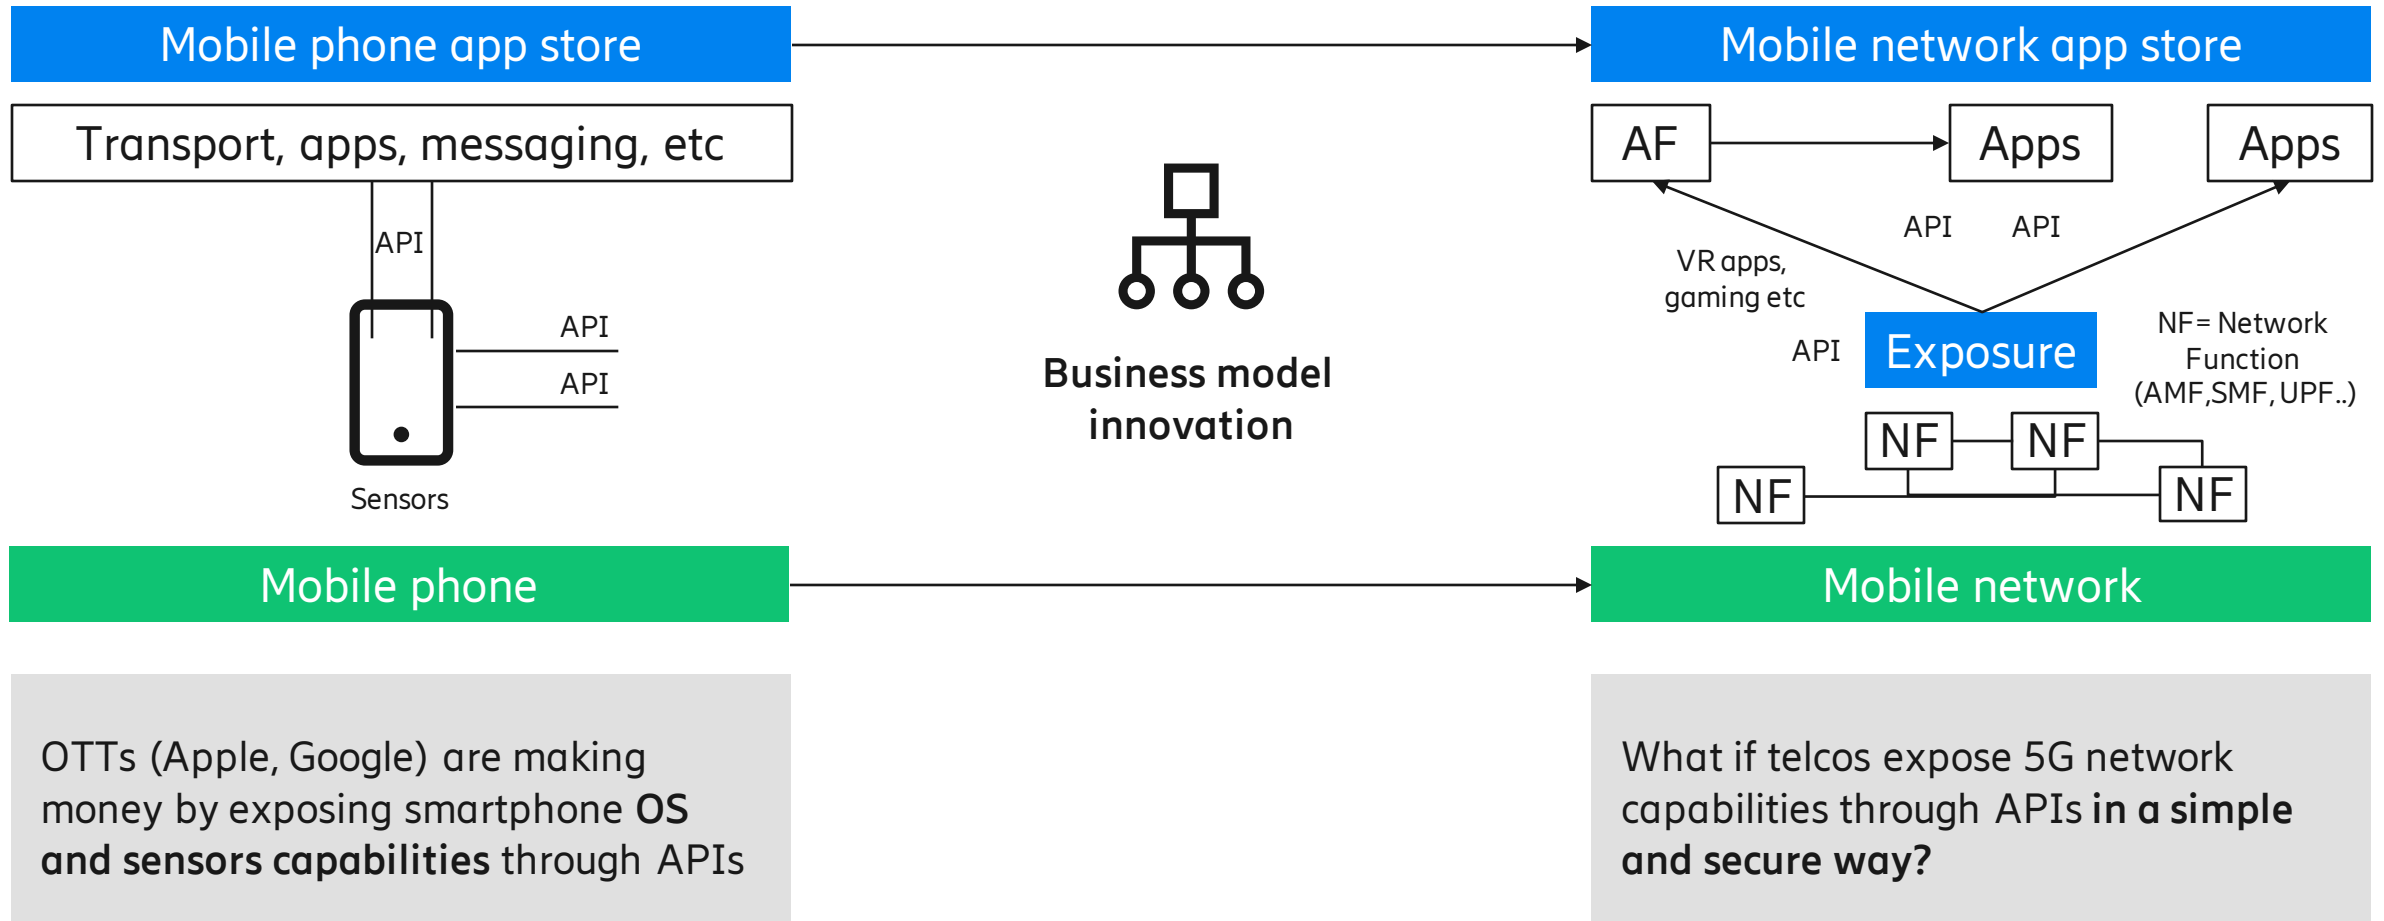 Mobile phone app store
Transport, apps, messaging, etc
API
API
API
Sensors
Mobile phone
OTTs (Apple, Google) are making
money by exposing smartphone OS
and sensors capabilities through APIs
Business model
innovation
Mobile network app store
AF
Apps
Apps
API
API
VR apps,
gaming etc
API
Exposure
NF= Network
Function
(AMF,SMF, UPF..)
NF
NF
NF
NF
Mobile network
What if telcos expose 5G network
capabilities through APIs in a simple
and secure way?